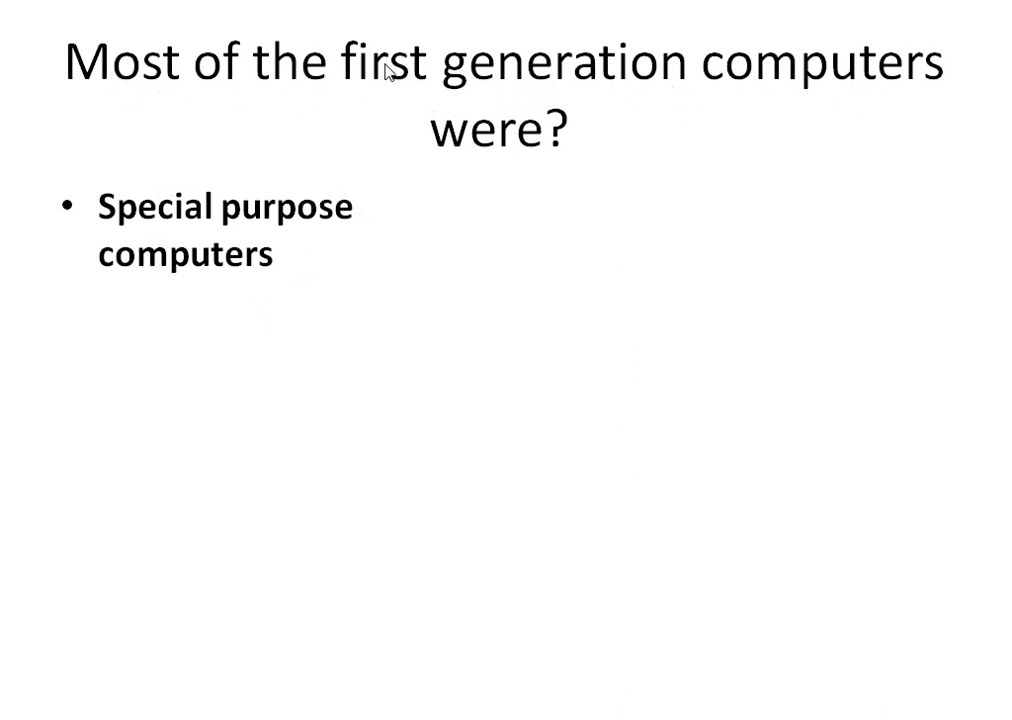 Most of the first generation computers
were?
• Special purpose
computers